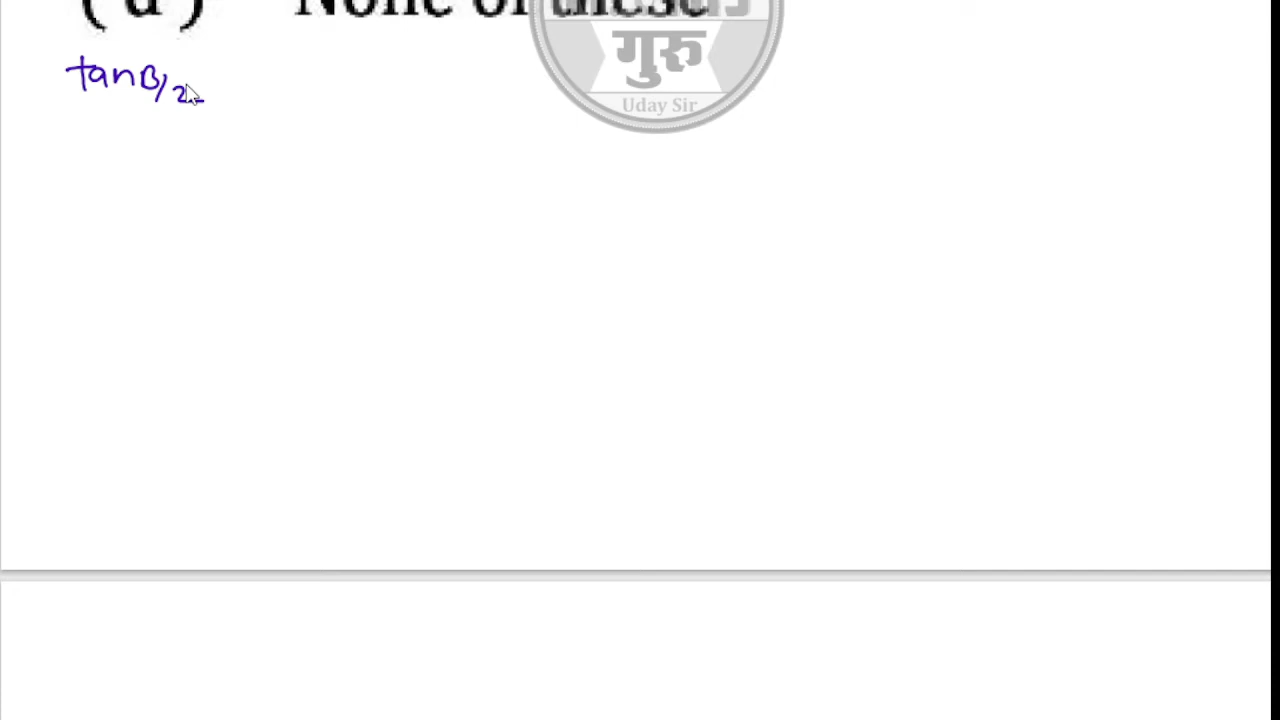 (d) None of these
गुरु
Uday Sir
tanB/2